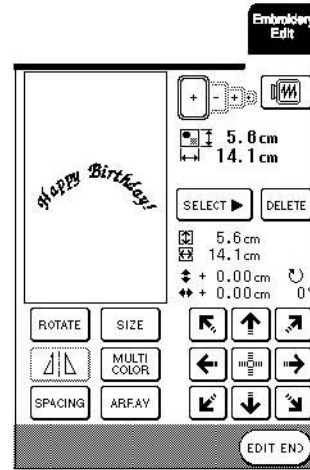 Embroidery
Edit
5.6cm
14.1cm
Happy Birthday!
SELECT
DELETE
5.6cm
14.1cm
+ 0.00cm
+ 0.00cm 0°
ROTATE
SIZE
MULTI
COLOR
SPACING
ARRAY
EDIT END